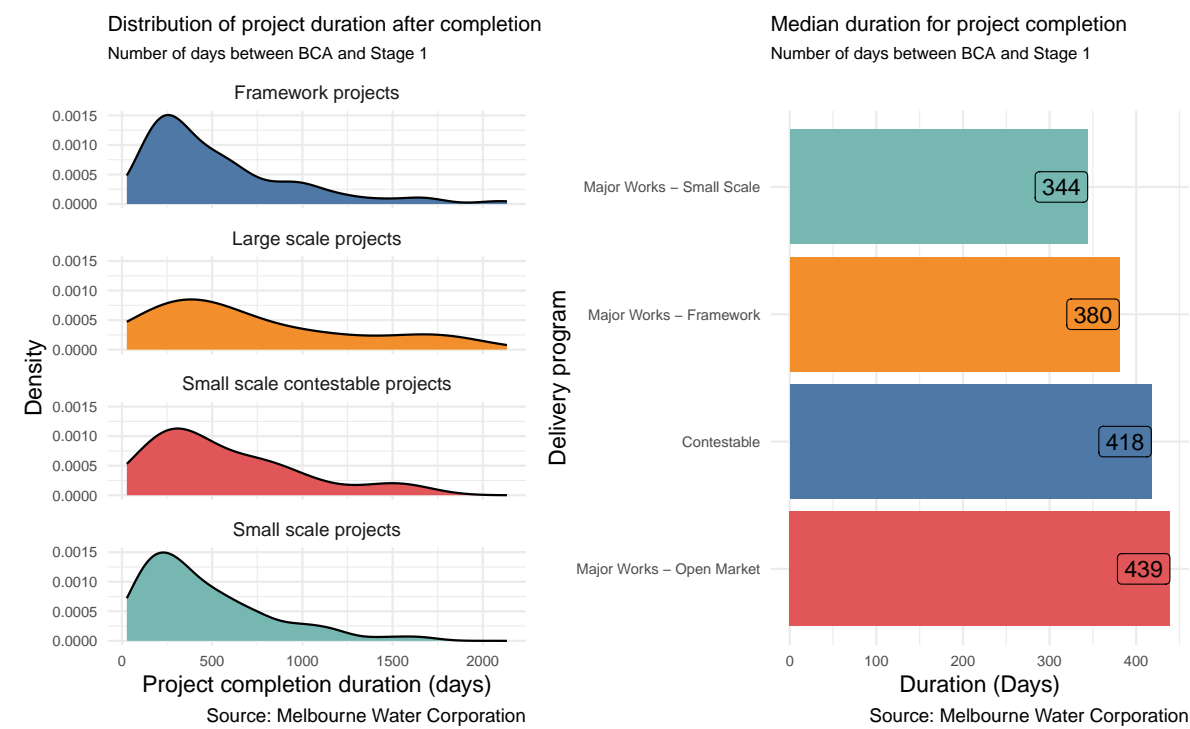 Distribution of project duration after completion
Number of days between BCA and Stage 1
Framework projects
0.0015
0.0010
0.0005
0.0000
Large scale projects
0.0015
0.0010
0.0005
0.0000
Small scale contestable projects
0.0015
0.0010
0.0005
0.0000
Small scale projects
0.0015
0.0010
0.0005
0.0000
Density
0 500 1000 1500 2000
Project completion duration (days)
Source: Melbourne Water Corporation
Median duration for project completion
Number of days between BCA and Stage 1
Delivery program
Major Works − Small Scale 344
Major Works − Framework 380
Contestable 418
Major Works − Open Market 439
0 100 200 300 400
Duration (Days)
Source: Melbourne Water Corporation